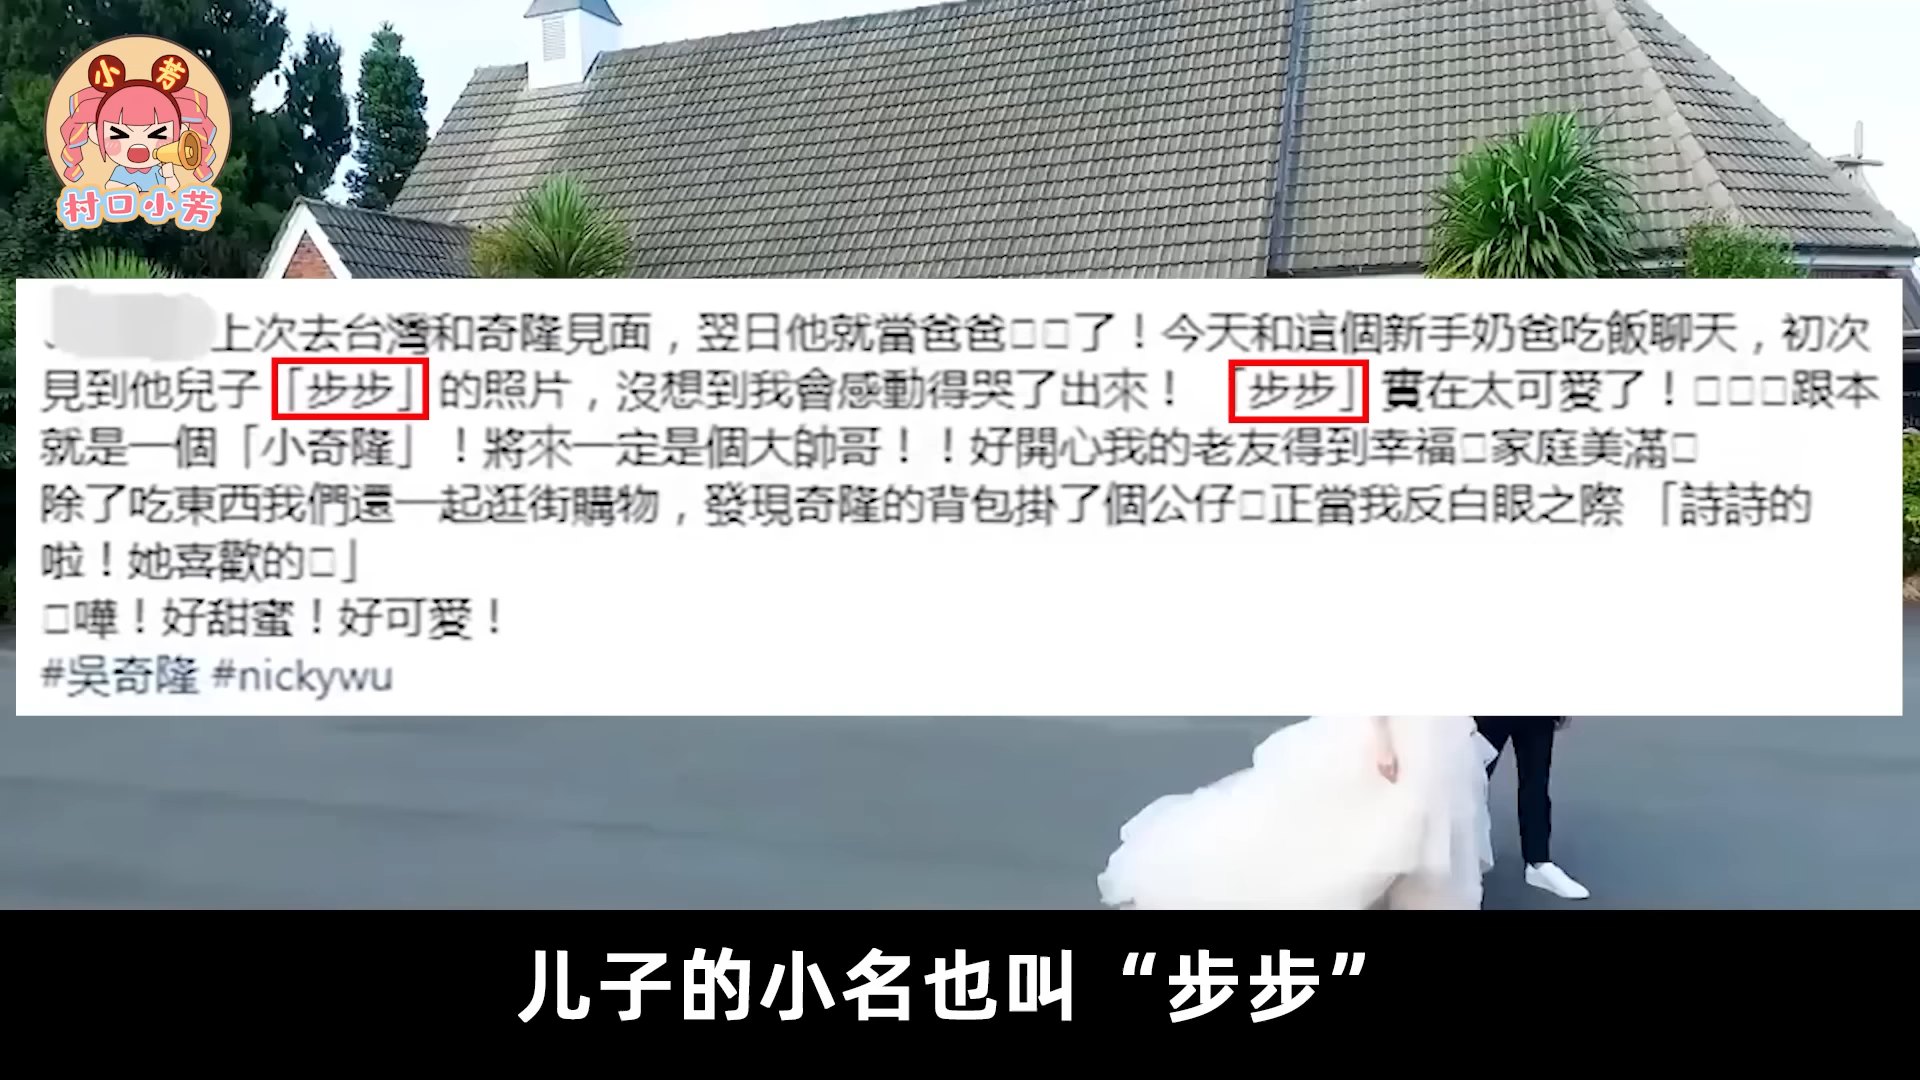 小芳
村口小芳
上次去台灣和奇隆見面，翌日他就當爸爸□□了！今天和這個新手奶爸吃飯聊天，初次
見到他兒子「步步」的照片，沒想到我會感動得哭了出來！「步步」實在太可愛了！□□□跟本
就是一個「小奇隆」！將來一定是個大帥哥！！好開心我的老友得到幸福□家庭美滿□
除了吃東西我們還一起逛街購物，發現奇隆的背包掛了個公仔□正當我反白眼之際「詩詩的
啦！她喜歡的□」
□嘩！好甜蜜！好可愛！
#吳奇隆 #nickywu
儿子的小名也叫“步步”